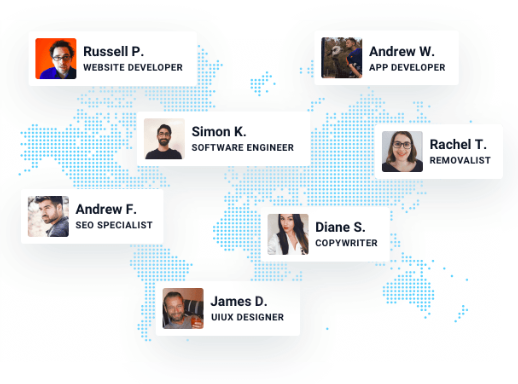 Russell P.
WEBSITE DEVELOPER
Andrew W.
APP DEVELOPER
Simon K.
SOFTWARE ENGINEER
Rachel T.
REMOVALIST
Andrew F.
SEO SPECIALIST
Diane S.
COPYWRITER
James D.
UIUX DESIGNER